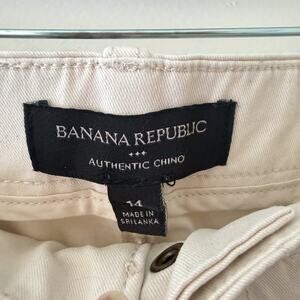 BANANA REPUBLIC
+++
AUTHENTIC CHINO
14
MADE IN
SRI LANKA